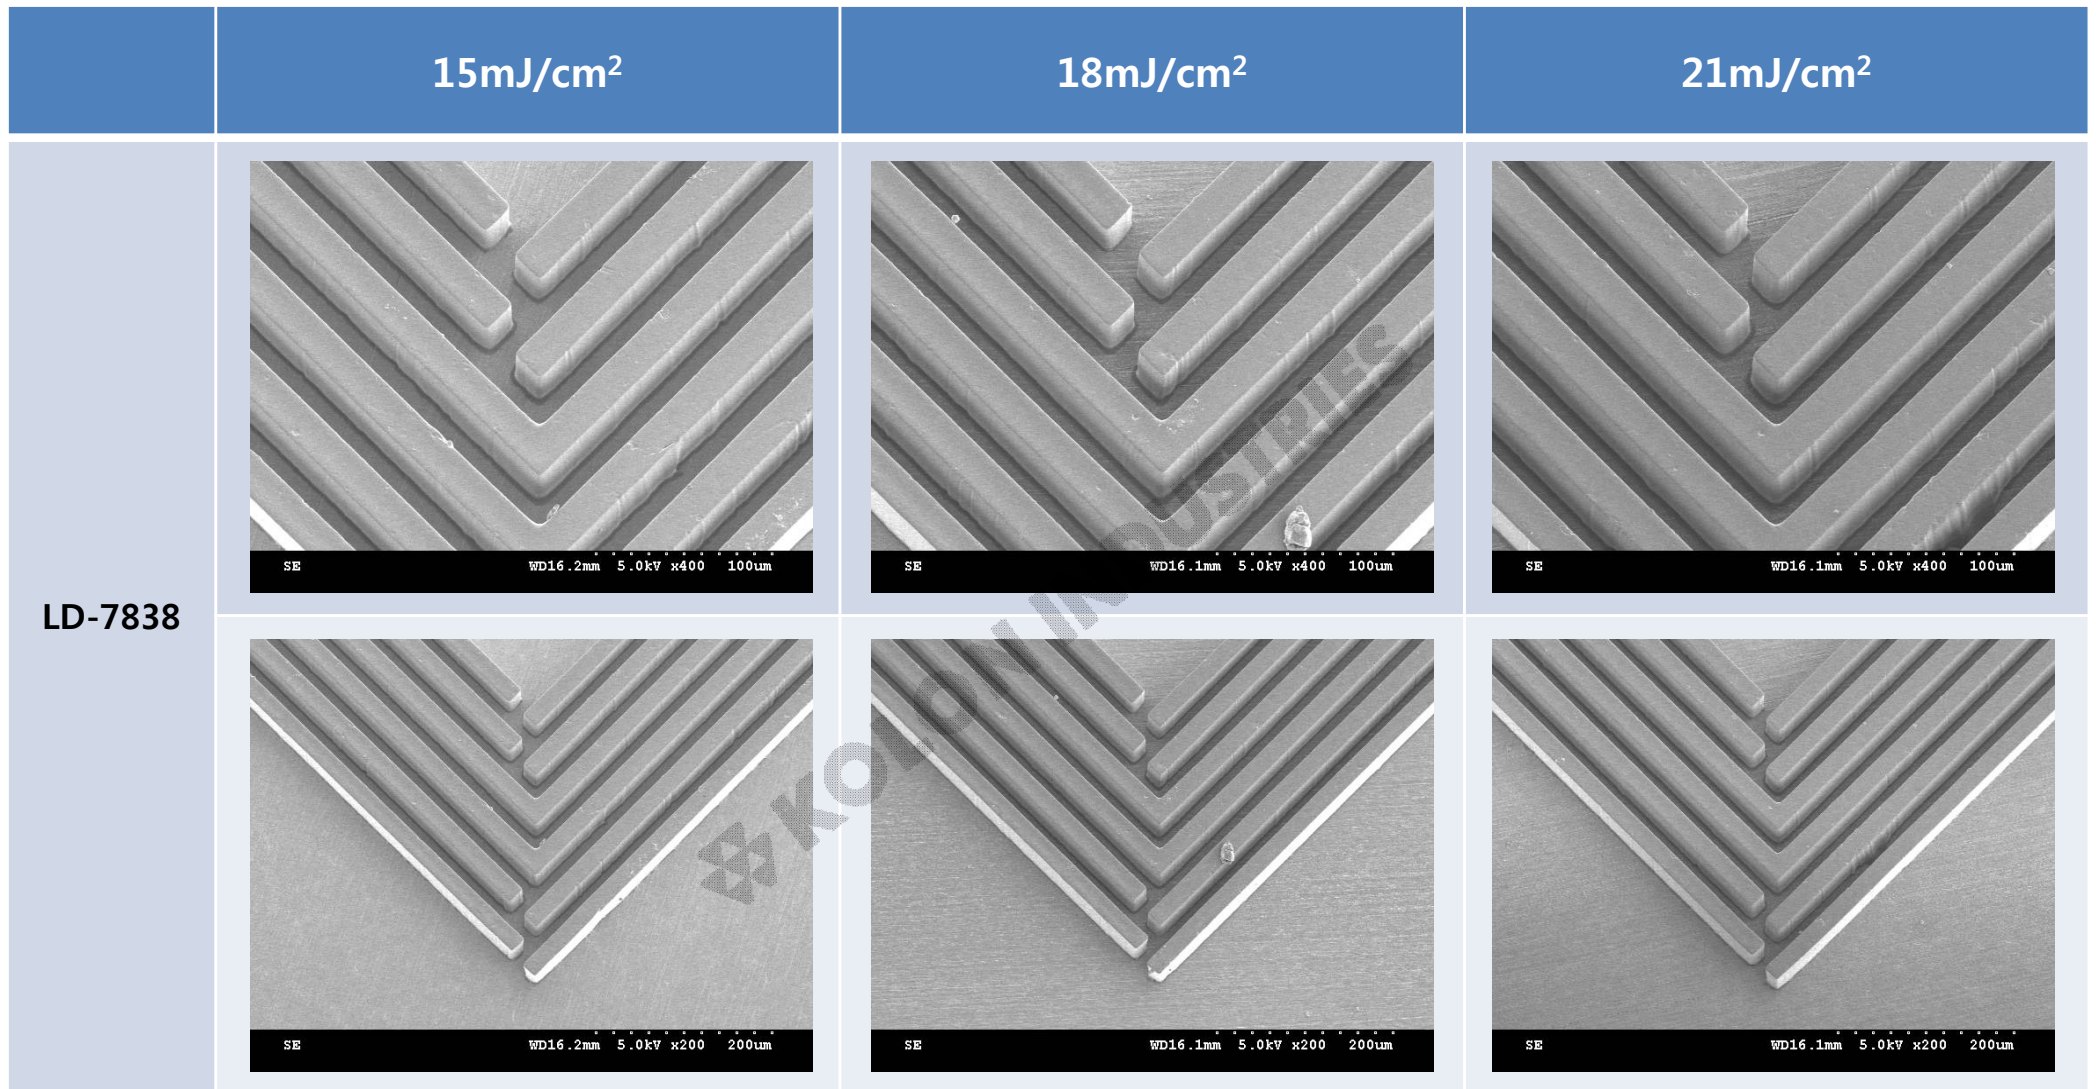 15mJ/cm²
18mJ/cm²
21mJ/cm²
LD-7838
SE WD16.2mm 5.0kV x400 100um
SE WD16.1mm 5.0kV x400 100um
SE WD16.1mm 5.0kV x400 100um
SE WD16.2mm 5.0kV x200 200um
SE WD16.1mm 5.0kV x200 200um
SE WD16.1mm 5.0kV x200 200um
KOLON INDUSTRIES